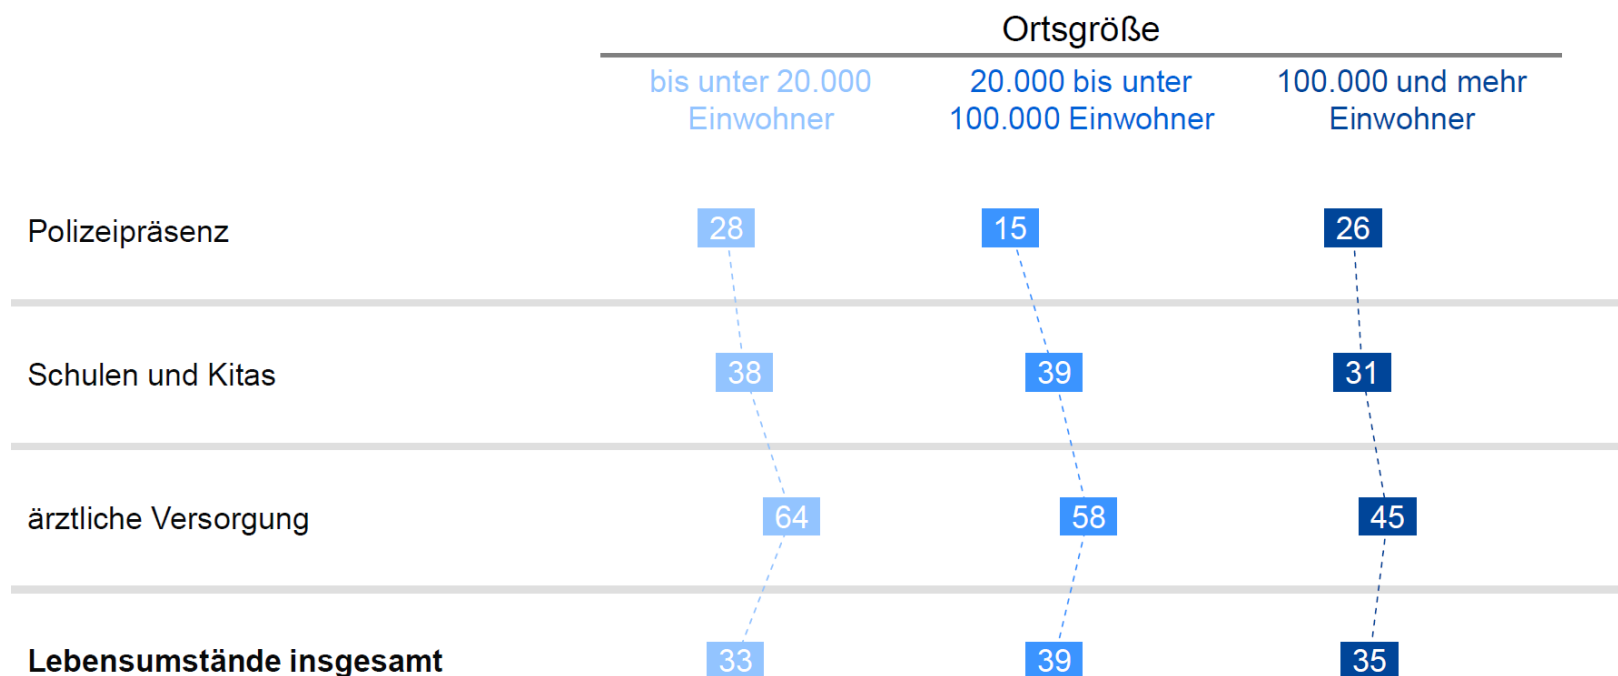 Ortsgröße
bis unter 20.000 20.000 bis unter 100.000 und mehr
Einwohner 100.000 Einwohner Einwohner
Polizeipräsenz 28 15 26
Schulen und Kitas 38 39 31
ärztliche Versorgung 64 58 45
Lebensumstände insgesamt 33 39 35